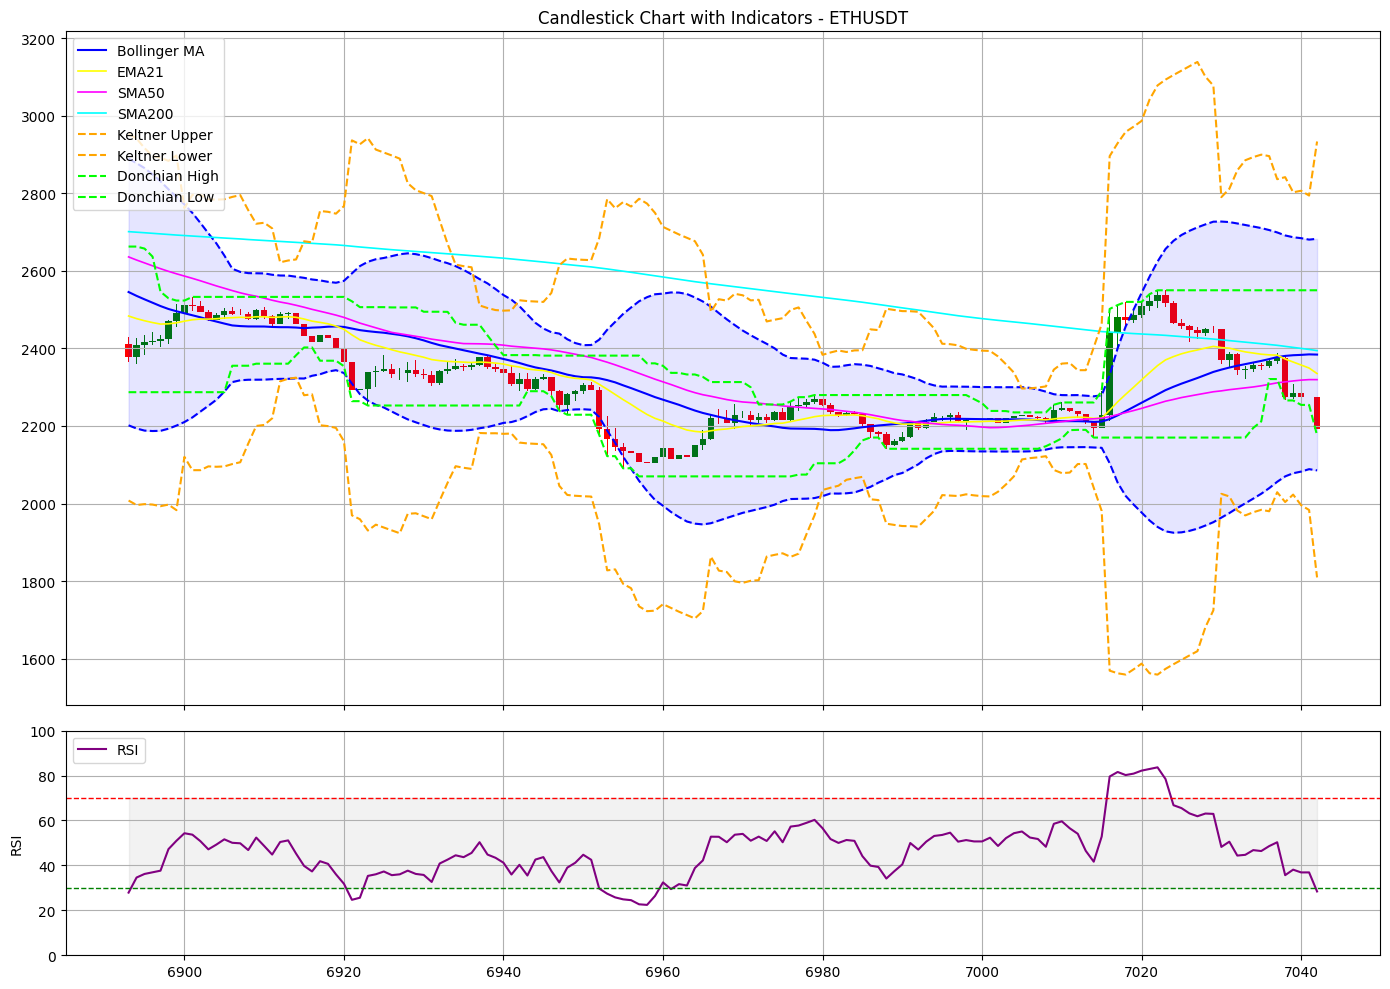 Candlestick Chart with Indicators - ETHUSDT
3200
3000
2800
2600
2400
2200
2000
1800
1600
Bollinger MA
EMA21
SMA50
SMA200
Keltner Upper
Keltner Lower
Donchian High
Donchian Low
RSI
100
80
60
40
20
0
RSI
6900 6920 6940 6960 6980 7000 7020 7040